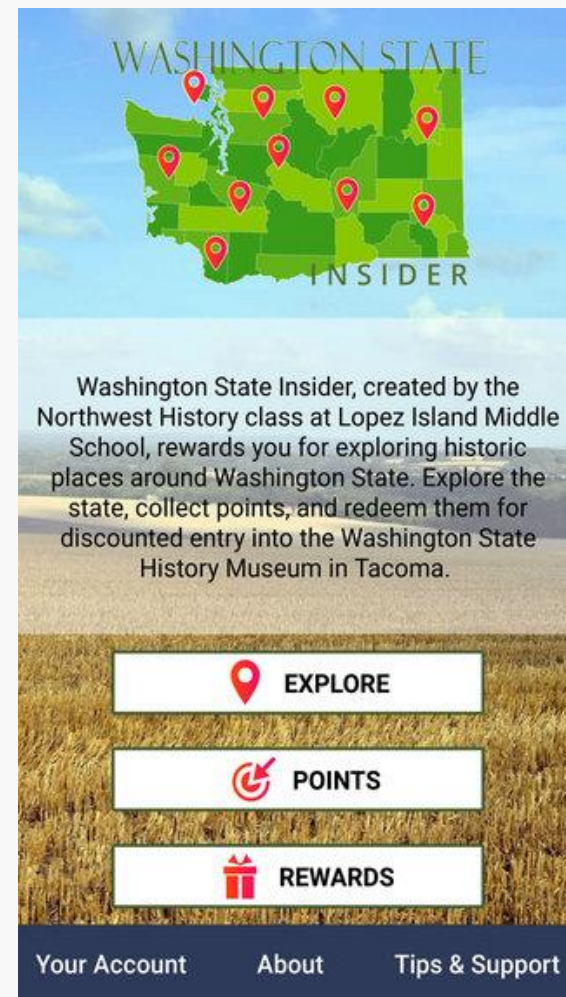 WASHINGTON STATE
INSIDER
Washington State Insider, created by the
Northwest History class at Lopez Island Middle
School, rewards you for exploring historic
places around Washington State. Explore the
state, collect points, and redeem them for
discounted entry into the Washington State
History Museum in Tacoma.
EXPLORE
POINTS
REWARDS
Your Account About Tips & Support